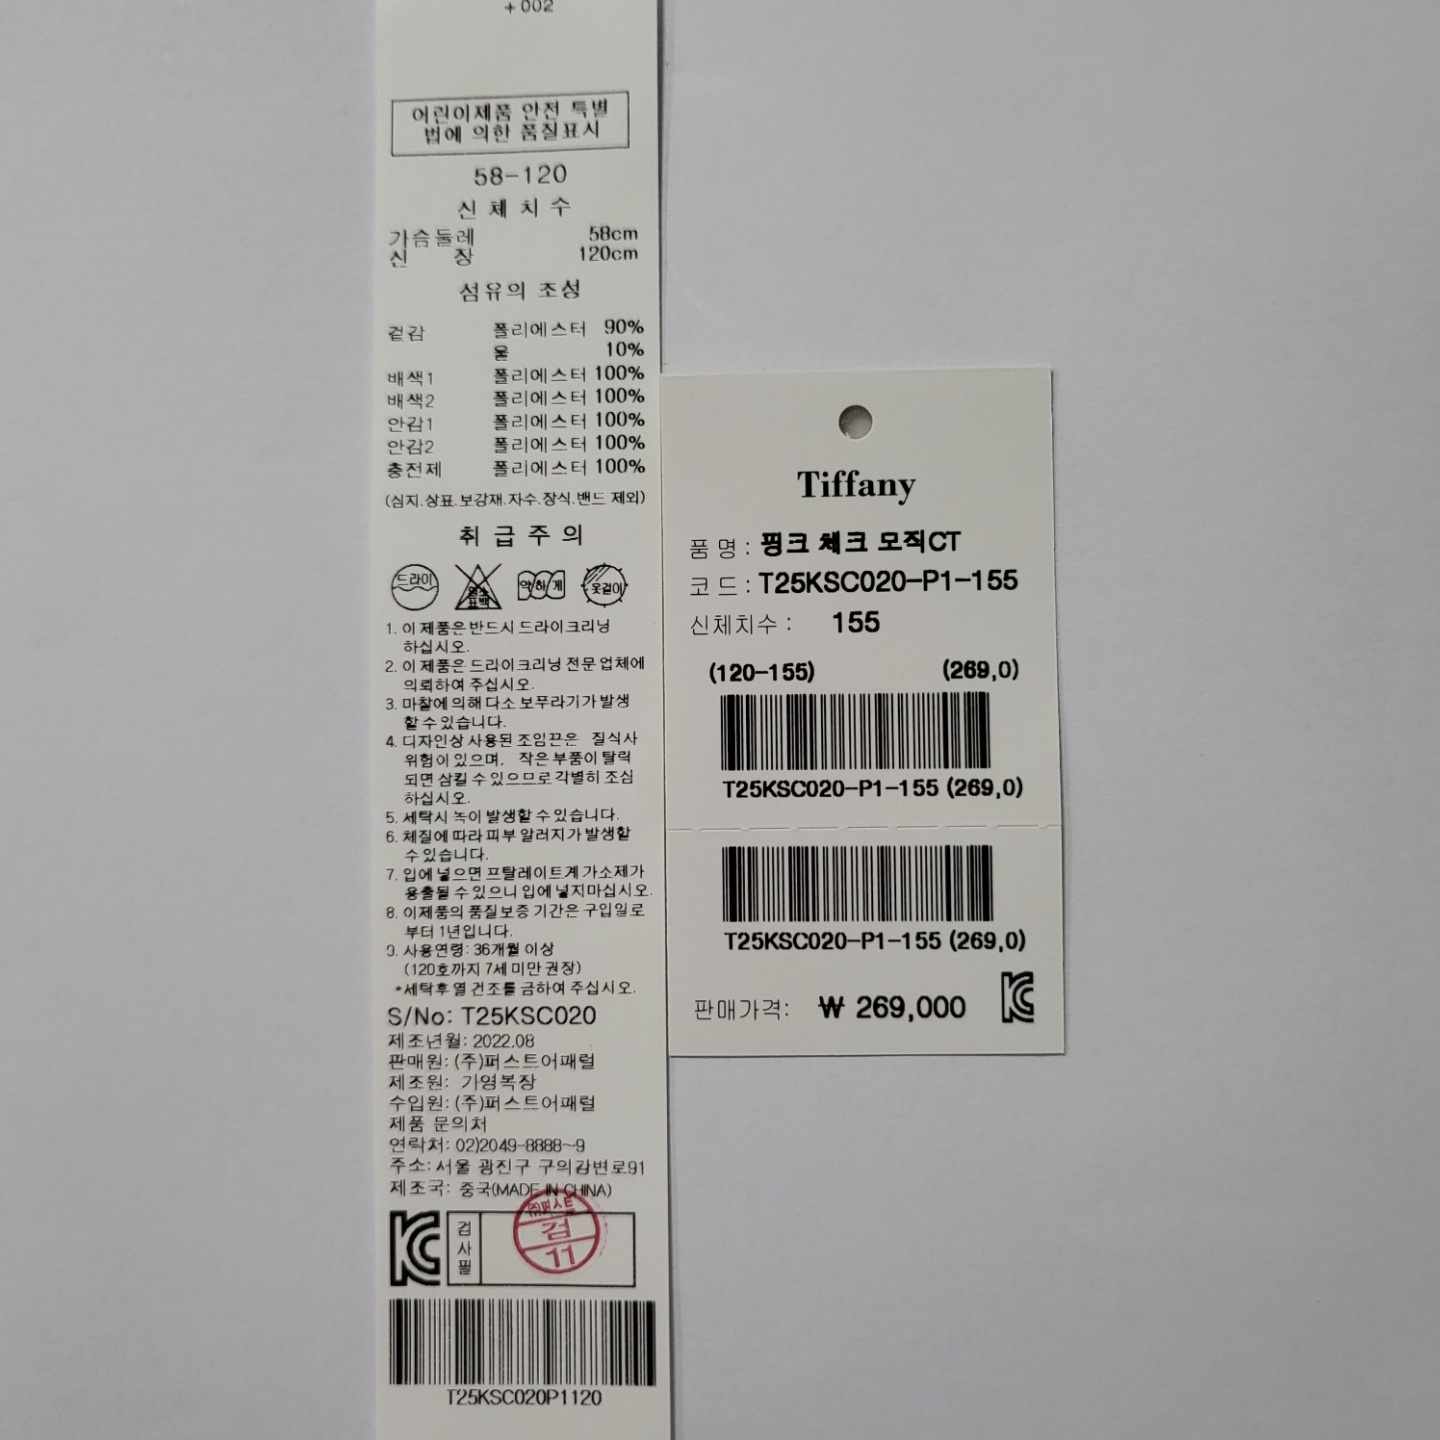 +002
어린이제품 안전 특별
법에 의한 품질표시
58-120
신 체 치 수
가슴둘레 58cm
신 장 120cm
섬유의 조성
겉감 폴리에스터 90%
울 10%
배색1 폴리에스터 100%
배색2 폴리에스터 100%
안감1 폴리에스터 100%
안감2 폴리에스터 100%
충전제 폴리에스터 100%
(심지.상표.보강재.자수.장식.밴드 제외)
취 급 주 의
드라이 염소 표백 약하게 옷걸이
1. 이 제품은 반드시 드라이크리닝
하십시오.
2. 이 제품은 드라이크리닝 전문 업체에
의뢰하여 주십시오.
3. 마찰에 의해 다소 보푸라기가 발생
할 수 있습니다.
4. 디자인상 사용된 조임끈은 질식사
위험이 있으며, 작은 부품이 탈락
되면 삼킬 수 있으므로 각별히 조심
하십시오.
5. 세탁시 녹이 발생할 수 있습니다.
6. 체질에 따라 피부 알러지가 발생할
수 있습니다.
7. 입에 넣으면 프탈레이트계 가소제가
용출될 수 있으니 입에 넣지마십시오.
8. 이제품의 품질보증 기간은 구입일로
부터 1년입니다.
9. 사용연령: 36개월 이상
(120호까지 7세 미만 권장)
*세탁후 열 건조를 금하여 주십시오.
S/No: T25KSC020
제조년월: 2022.08
판매원: (주)퍼스트어패럴
제조원: 가영복장
수입원: (주)퍼스트어패럴
제품 문의처
연락처: 02)2049-8888~9
주소: 서울 광진구 구의강변로91
제조국: 중국(MADE IN CHINA)
KC 검사필
(주)퍼스트
검
11
T25KSC020P1120
Tiffany
품 명 : 핑크 체크 모직CT
코 드 : T25KSC020-P1-155
신체치수 : 155
(120-155) (269,0)
T25KSC020-P1-155 (269,0)
T25KSC020-P1-155 (269,0)
판매가격: ₩ 269,000 KC